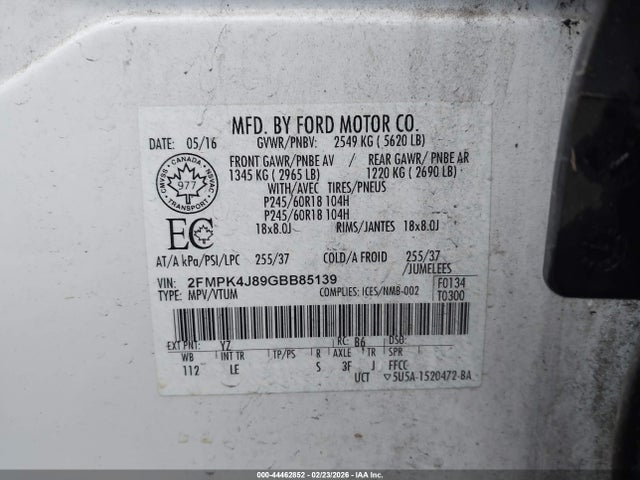 MFD. BY FORD MOTOR CO.
DATE: 05/16 GVWR/PNBV: 2549 KG ( 5620 LB)
FRONT GAWR/PNBE AV / REAR GAWR/ PNBE AR
1345 KG ( 2965 LB) 1220 KG ( 2690 LB)
WITH/AVEC TIRES/PNEUS
P245/60R18 104H
P245/60R18 104H
18x8.0J RIMS/JANTES 18x8.0J
CMVSS • CANADA • NSVAC
977
TRANSPORT
EC
AT/A kPa/PSI/LPC 255/37 COLD/A FROID 255/37
/JUMELEES
VIN: 2FMPK4J89GBB85139 F0134
TYPE: MPV/VTUM COMPLIES: ICES/NMB-002 T0300
EXT PNT: YZ RC: B6 DSO:
WB INT TR TP/PS R AXLE TR SPR
112 LE S 3F J FFCC
UCT ▽5U5A-1520472-BA
000-44462852 - 02/23/2026 - IAA Inc.